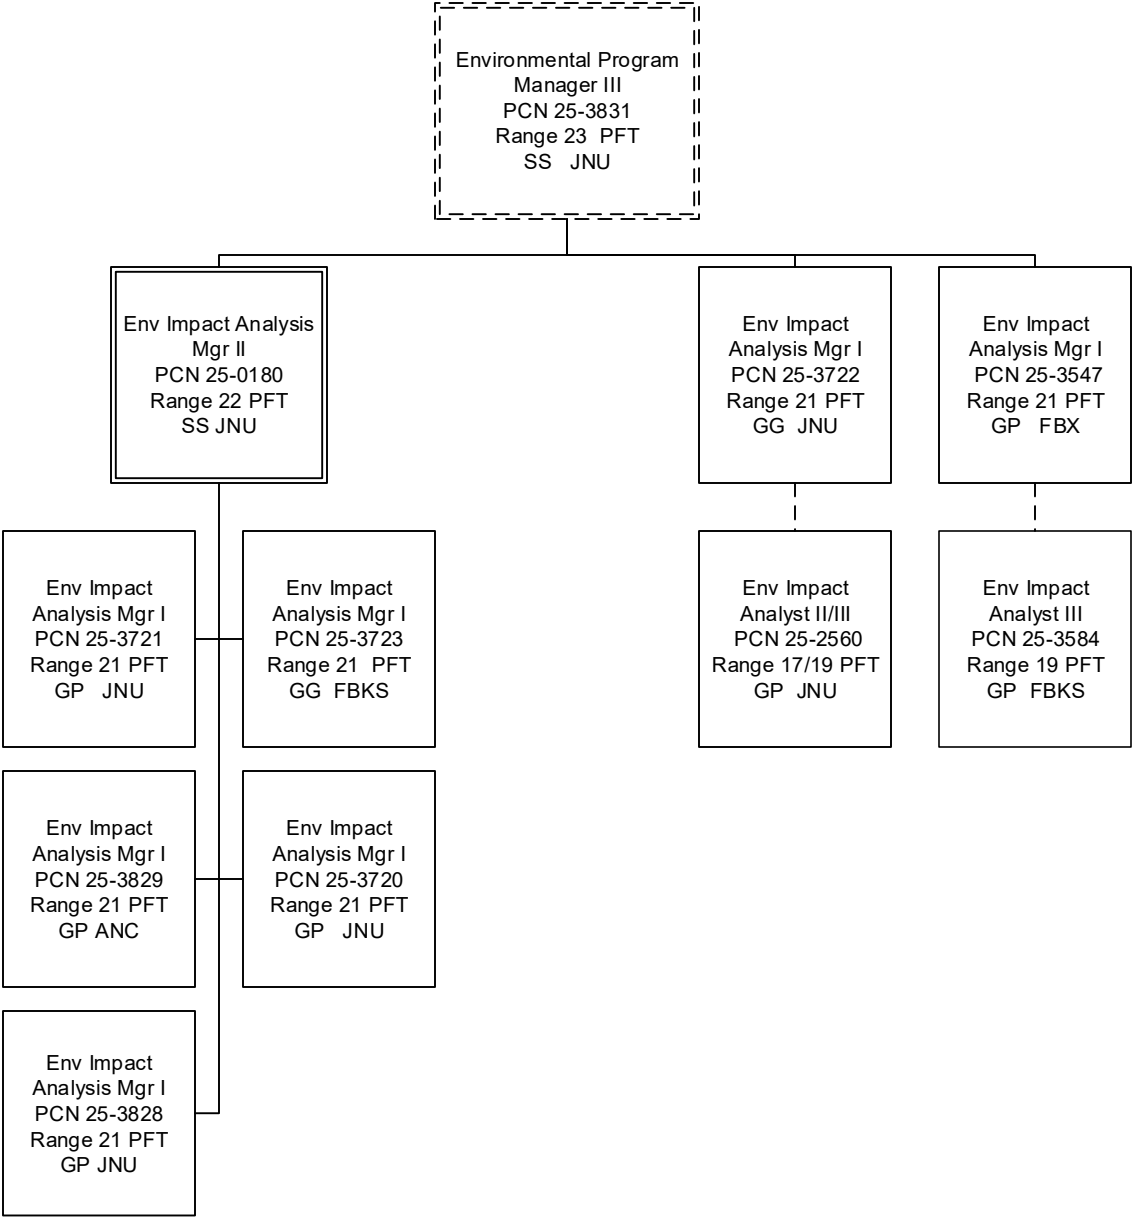 Environmental Program
Manager III
PCN 25-3831
Range 23 PFT
SS JNU
Env Impact Analysis
Mgr II
PCN 25-0180
Range 22 PFT
SS JNU
Env Impact
Analysis Mgr I
PCN 25-3722
Range 21 PFT
GG JNU
Env Impact
Analysis Mgr I
PCN 25-3547
Range 21 PFT
GP FBX
Env Impact
Analysis Mgr I
PCN 25-3721
Range 21 PFT
GP JNU
Env Impact
Analysis Mgr I
PCN 25-3723
Range 21 PFT
GG FBKS
Env Impact
Analyst II/III
PCN 25-2560
Range 17/19 PFT
GP JNU
Env Impact
Analyst III
PCN 25-3584
Range 19 PFT
GP FBKS
Env Impact
Analysis Mgr I
PCN 25-3829
Range 21 PFT
GP ANC
Env Impact
Analysis Mgr I
PCN 25-3720
Range 21 PFT
GP JNU
Env Impact
Analysis Mgr I
PCN 25-3828
Range 21 PFT
GP JNU